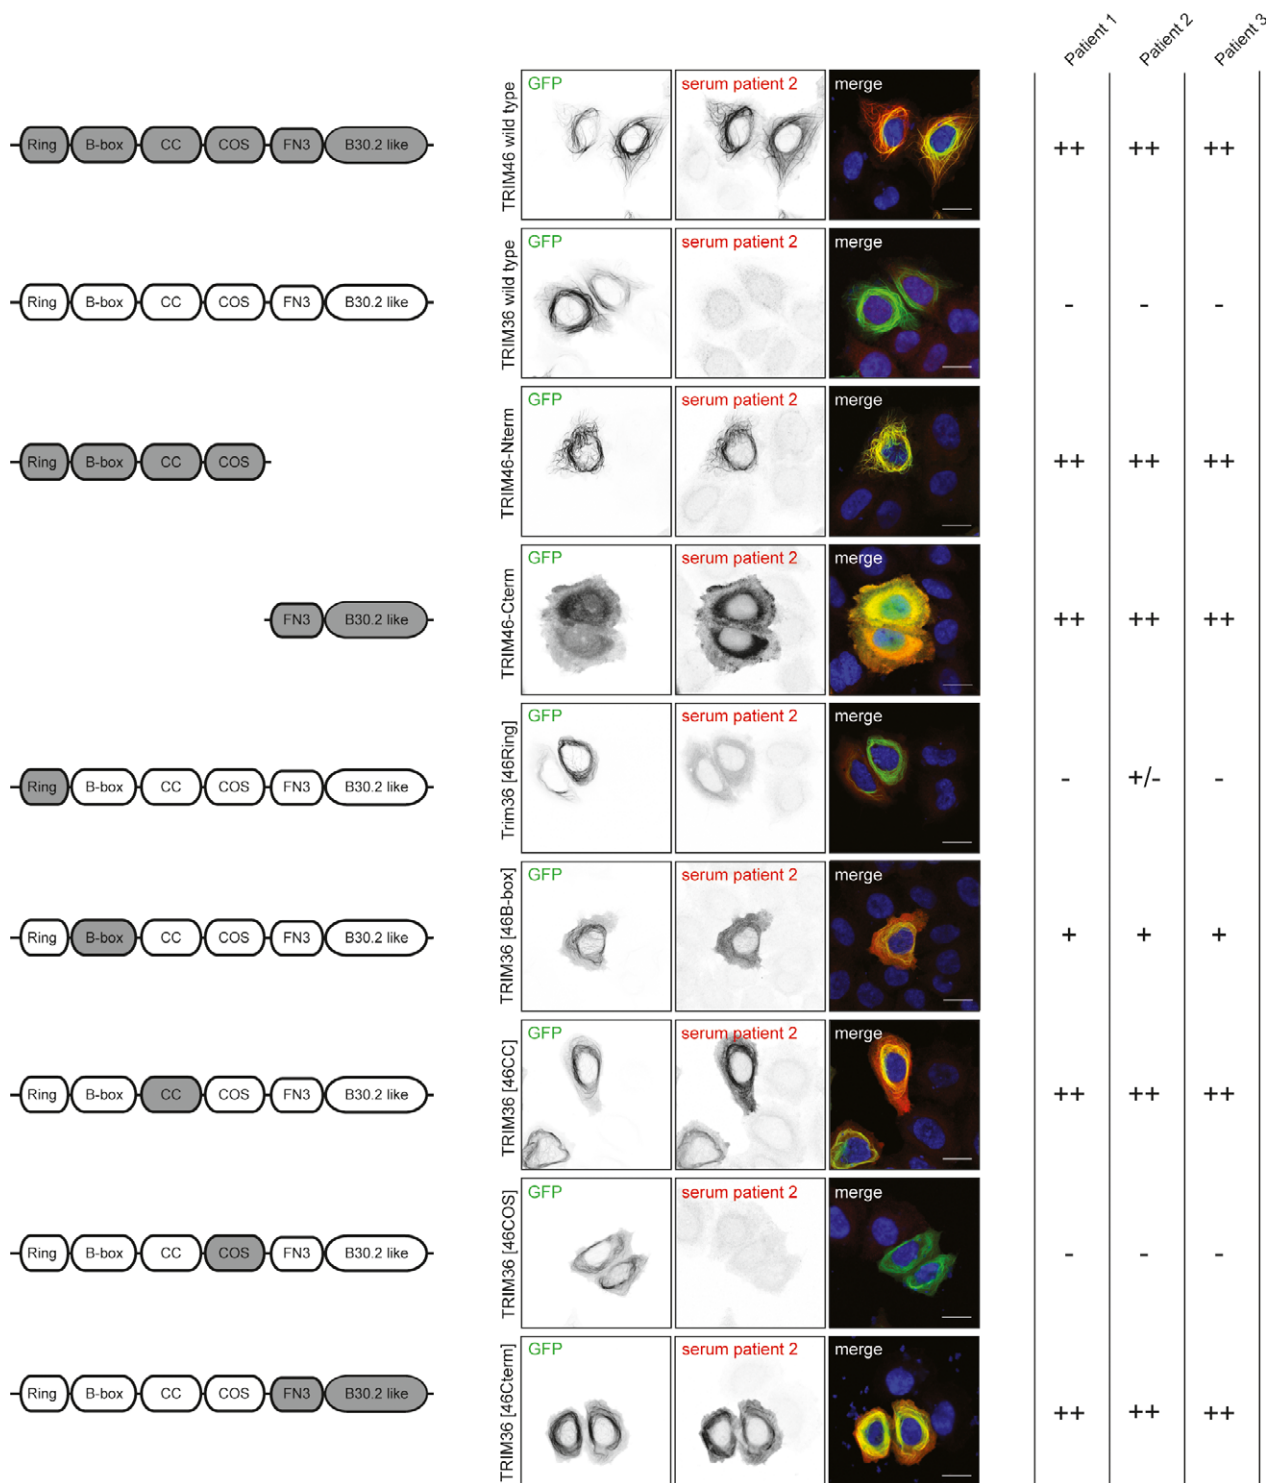 Patient 1 Patient 2 Patient 3
Ring B-box CC COS FN3 B30.2 like TRIM46 wild type GFP serum patient 2 merge ++ ++ ++
Ring B-box CC COS FN3 B30.2 like TRIM36 wild type GFP serum patient 2 merge - - -
Ring B-box CC COS TRIM46-Nterm GFP serum patient 2 merge ++ ++ ++
FN3 B30.2 like TRIM46-Cterm GFP serum patient 2 merge ++ ++ ++
Ring B-box CC COS FN3 B30.2 like Trim36 [46Ring] GFP serum patient 2 merge - +/- -
Ring B-box CC COS FN3 B30.2 like TRIM36 [46B-box] GFP serum patient 2 merge + + +
Ring B-box CC COS FN3 B30.2 like TRIM36 [46CC] GFP serum patient 2 merge ++ ++ ++
Ring B-box CC COS FN3 B30.2 like TRIM36 [46COS] GFP serum patient 2 merge - - -
Ring B-box CC COS FN3 B30.2 like TRIM36 [46Cterm] GFP serum patient 2 merge ++ ++ ++